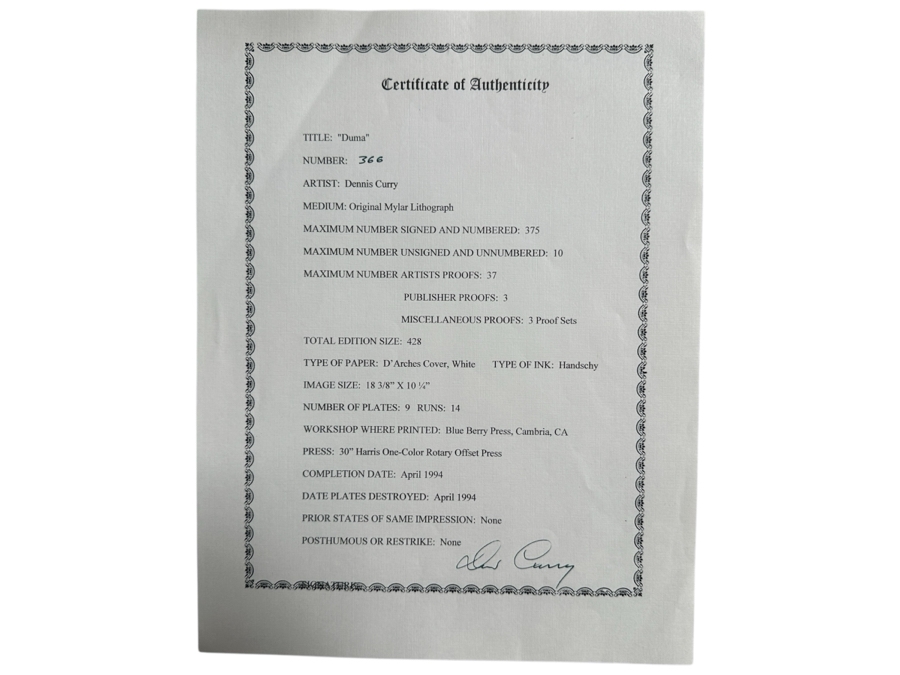 Certificate of Authenticity
TITLE: "Duma"
NUMBER: 366
ARTIST: Dennis Curry
MEDIUM: Original Mylar Lithograph
MAXIMUM NUMBER SIGNED AND NUMBERED: 375
MAXIMUM NUMBER UNSIGNED AND UNNUMBERED: 10
MAXIMUM NUMBER ARTISTS PROOFS: 37
PUBLISHER PROOFS: 3
MISCELLANEOUS PROOFS: 3 Proof Sets
TOTAL EDITION SIZE: 428
TYPE OF PAPER: D'Arches Cover, White TYPE OF INK: Handschy
IMAGE SIZE: 18 3/8” X 10 ¼”
NUMBER OF PLATES: 9 RUNS: 14
WORKSHOP WHERE PRINTED: Blue Berry Press, Cambria, CA
PRESS: 30” Harris One-Color Rotary Offset Press
COMPLETION DATE: April 1994
DATE PLATES DESTROYED: April 1994
PRIOR STATES OF SAME IMPRESSION: None
POSTHUMOUS OR RESTRIKE: None
Curry
SIGNATURE: